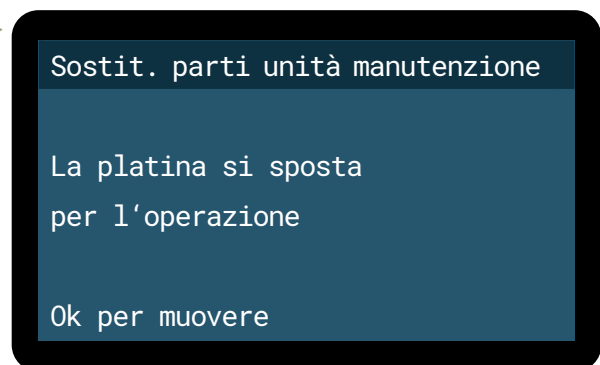 Sostit. parti unità manutenzione
La platina si sposta
per l‘operazione
Ok per muovere